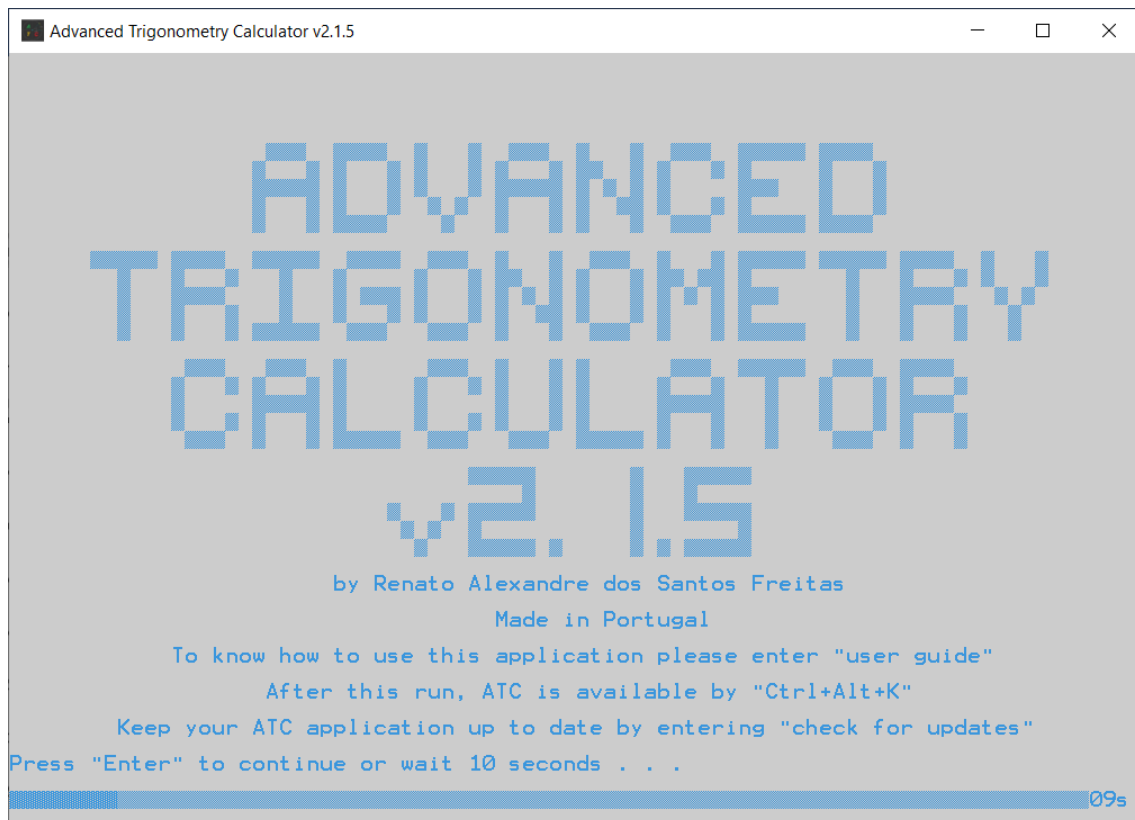 Advanced Trigonometry Calculator v2.1.5
ADVANCED
TRIGONOMETRY
CALCULATOR
v2.1.5
by Renato Alexandre dos Santos Freitas
Made in Portugal
To know how to use this application please enter "user guide"
After this run, ATC is available by "Ctrl+Alt+K"
Keep your ATC application up to date by entering "check for updates"
Press "Enter" to continue or wait 10 seconds . . .
09s